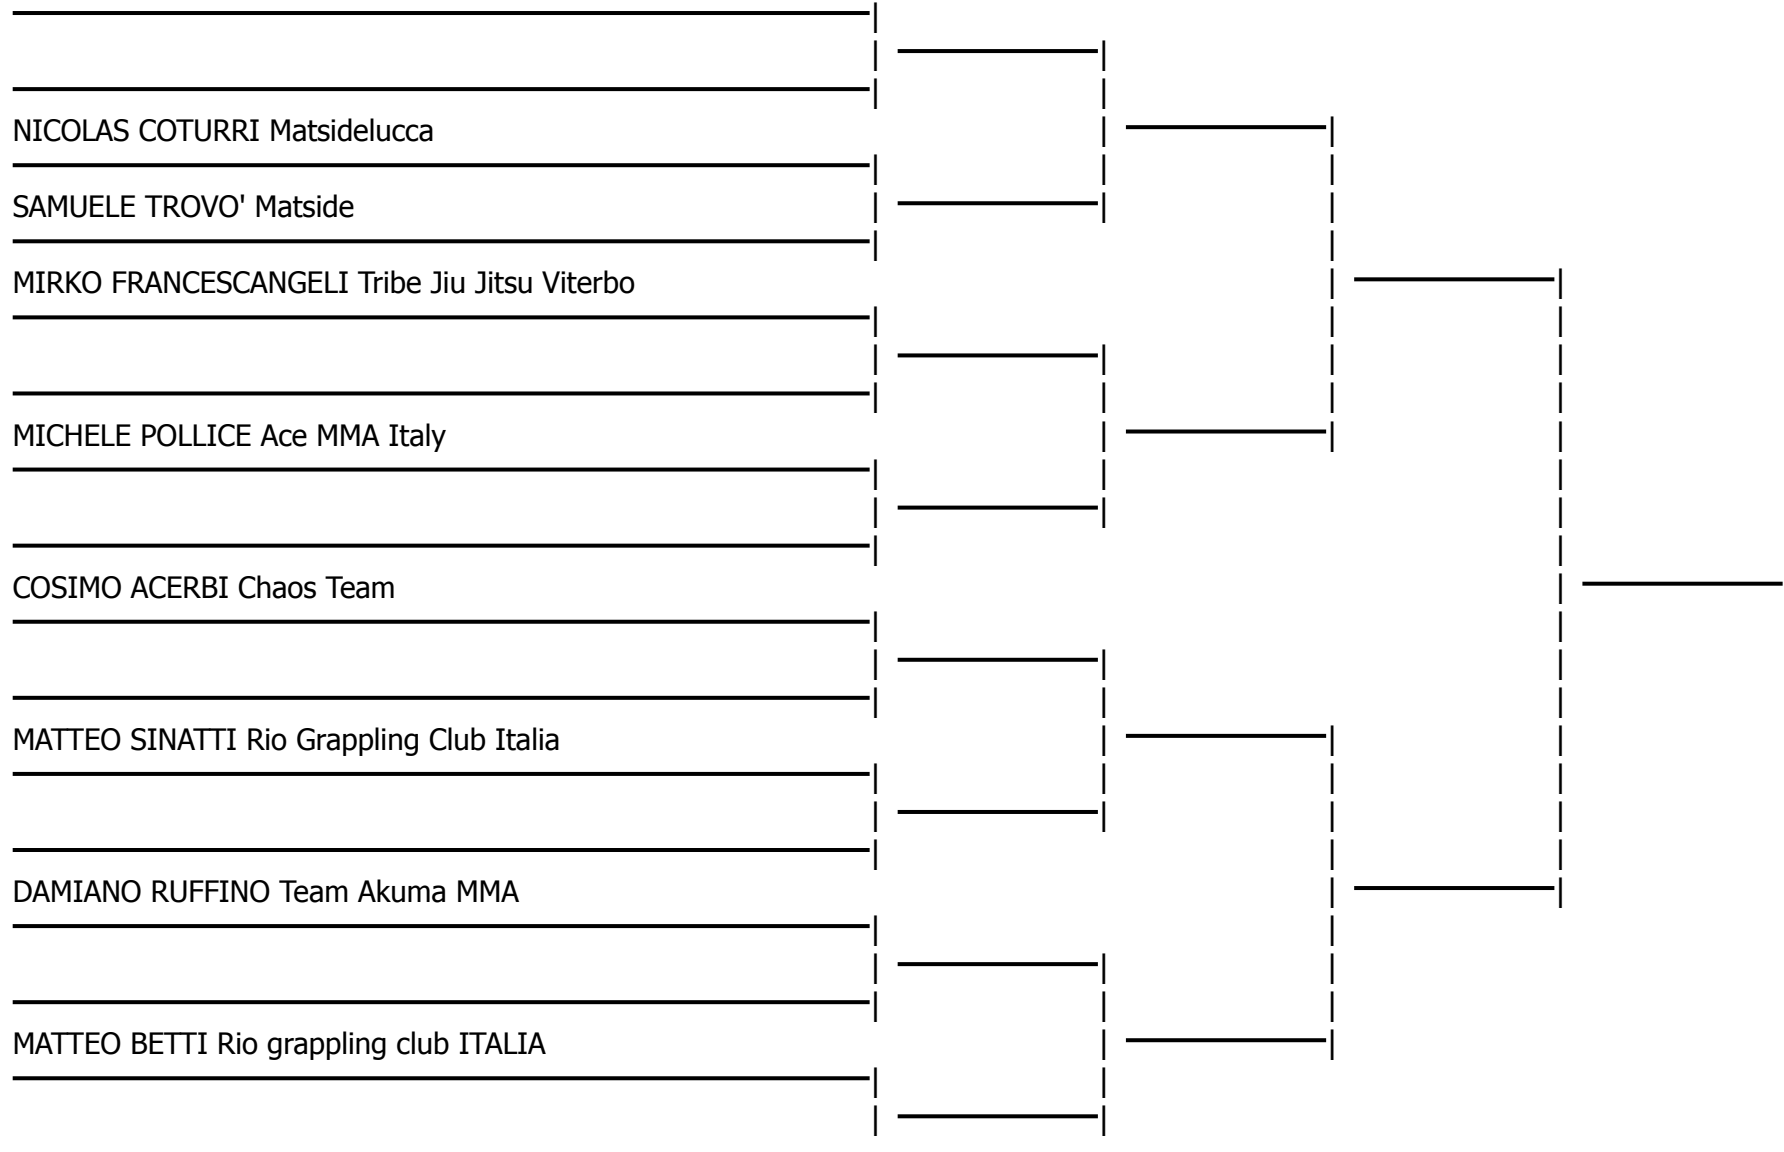 NICOLAS COTURRI Matsidelucca
SAMUELE TROVO' Matside
MIRKO FRANCESCANGELI Tribe Jiu Jitsu Viterbo
MICHELE POLLICE Ace MMA Italy
COSIMO ACERBI Chaos Team
MATTEO SINATTI Rio Grappling Club Italia
DAMIANO RUFFINO Team Akuma MMA
MATTEO BETTI Rio grappling club ITALIA